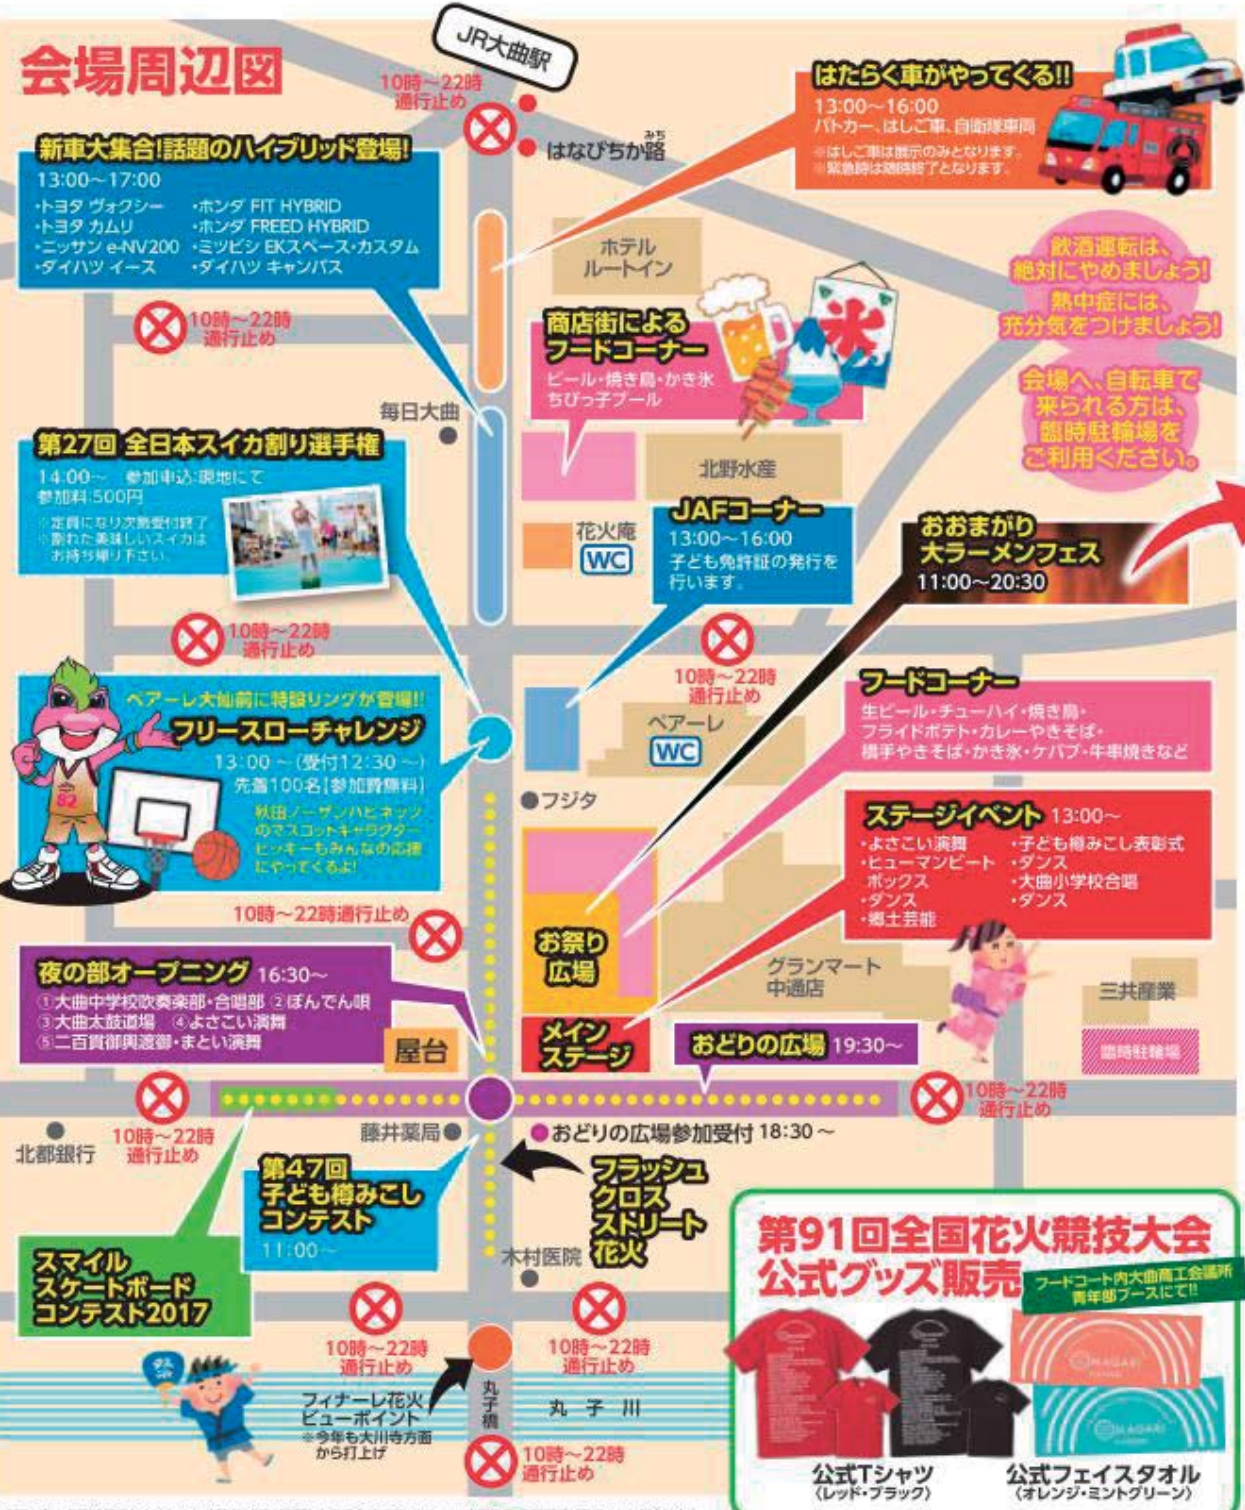 会場周辺図
JR大曲駅
10時～22時
通行止め
はなびちか路
みち
はたらく車がやってくる!!
13:00～16:00
パトカー、はしご車、自衛隊車両
※はしご車は展示のみとなります。
※緊急時は随時終了となります。
新車大集合!話題のハイブリッド登場!
13:00～17:00
・トヨタ ヴォクシー ・ホンダ FIT HYBRID
・トヨタ カムリ ・ホンダ FREED HYBRID
・ニッサン e-NV200 ・ミツビシ EKスペース・カスタム
・ダイハツ イース ・ダイハツ キャンバス
ホテル
ルートイン
飲酒運転は、
絶対にやめましょう!
熱中症には、
充分気をつけましょう!
会場へ、自転車で
来られる方は、
臨時駐輪場を
ご利用ください。
10時～22時
通行止め
商店街による
フードコーナー
ビール・焼き鳥・かき氷
ちびっ子プール
氷
毎日大曲
北野水産
第27回 全日本スイカ割り選手権
14:00～ 参加申込:現地にて
参加料:500円
※定員になり次第受付終了
※割れた美味しいスイカは
お持ち帰り下さい。
花火庵
WC
JAFコーナー
13:00～16:00
子ども免許証の発行を
行います。
おおまがり
大ラーメンフェス
11:00～20:30
10時～22時
通行止め
10時～22時
通行止め
ペアーレ大仙前に特設リングが登場!!
フリースローチャレンジ
13:00～(受付12:30～)
先着100名【参加費無料】
秋田ノーザンハピネッツ
のマスコットキャラクター
ビッキーもみんなの応援
にやってくるよ!
82
ペアーレ
WC
フードコーナー
生ビール・チューハイ・焼き鳥・
フライドポテト・カレーやきそば・
横手やきそば・かき氷・ケバブ・牛串焼きなど
フジタ
ステージイベント 13:00～
・よさこい演舞 ・子ども樽みこし表彰式
・ヒューマンビート ・ダンス
ボックス ・大曲小学校合唱
・ダンス ・ダンス
・郷土芸能
10時～22時通行止め
お祭り
広場
グランマート
中通店
三共産業
臨時駐輪場
夜の部オープニング 16:30～
①大曲中学校吹奏楽部・合唱部 ②ぼんでん唄
③大曲太鼓道場 ④よさこい演舞
⑤二百貫御輿渡御・まとい演舞
屋台
メイン
ステージ
おどりの広場 19:30～
10時～22時
通行止め
北都銀行
10時～22時
通行止め
藤井薬局
おどりの広場参加受付 18:30～
第47回
子ども樽みこし
コンテスト
11:00～
フラッシュ
クロス
ストリート
花火
木村医院
スマイル
スケートボード
コンテスト2017
10時～22時
通行止め
10時～22時
通行止め
フィナーレ花火
ビューポイント
※今年も大川寺方面
から打上げ
丸子橋
丸子川
10時～22時
通行止め
第91回全国花火競技大会
公式グッズ販売
フードコート内大曲商工会議所
青年部ブースにて!!
OMAGARI
OMAGARI
公式Tシャツ
〈レッド・ブラック〉
公式フェイスタオル
〈オレンジ・ミントグリーン〉